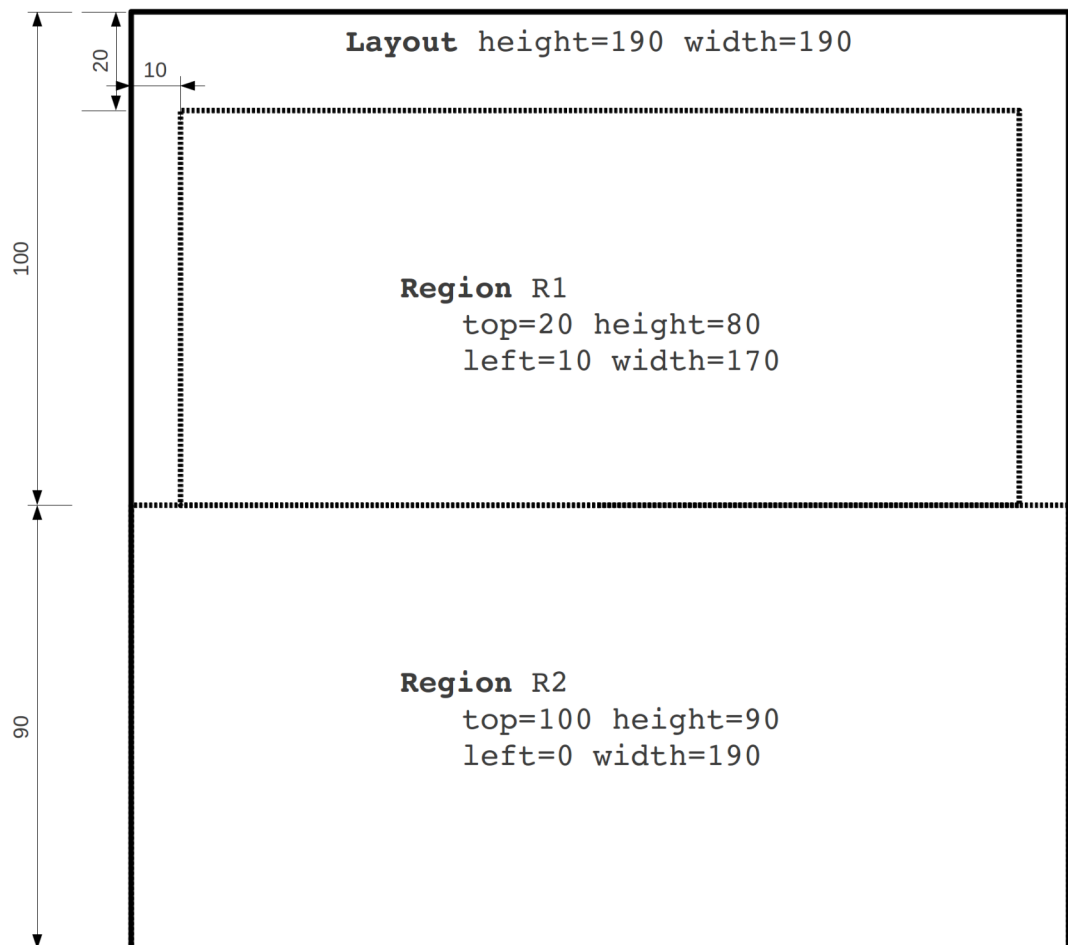 Layout height=190 width=190
20
10
100
Region R1
top=20 height=80
left=10 width=170
90
Region R2
top=100 height=90
left=0 width=190